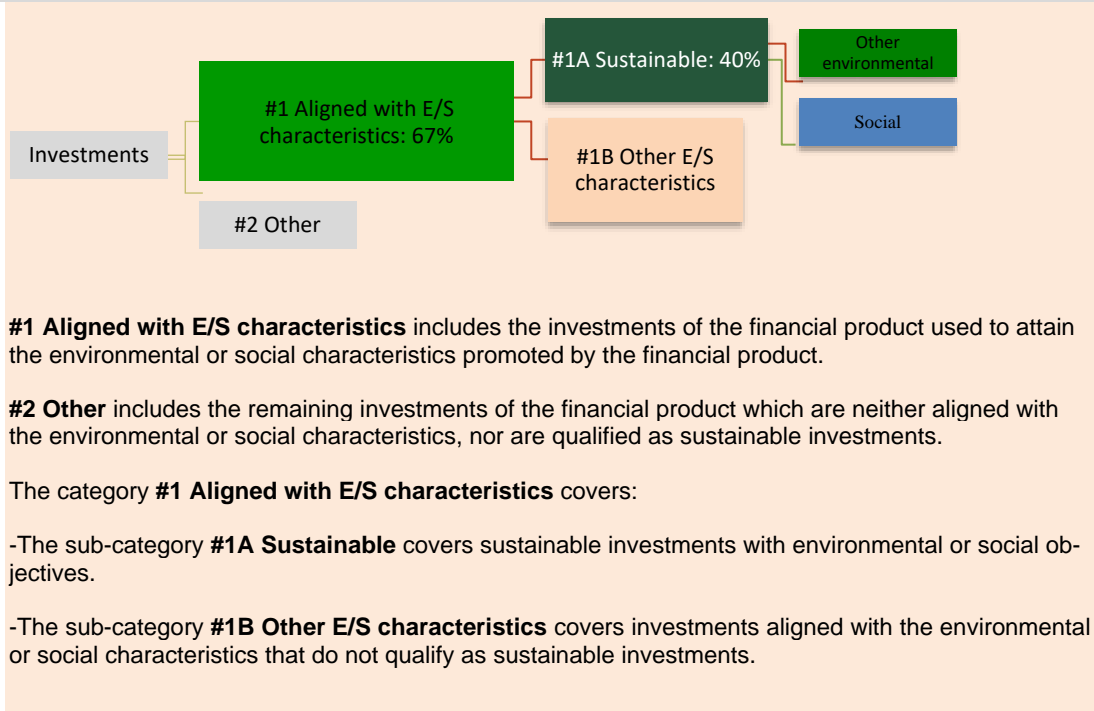 Other
environmental
#1A Sustainable: 40%
#1 Aligned with E/S
characteristics: 67%
Social
Investments
#1B Other E/S
characteristics
#2 Other
#1 Aligned with E/S characteristics includes the investments of the financial product used to attain
the environmental or social characteristics promoted by the financial product.
#2 Other includes the remaining investments of the financial product which are neither aligned with
the environmental or social characteristics, nor are qualified as sustainable investments.
The category #1 Aligned with E/S characteristics covers:
-The sub-category #1A Sustainable covers sustainable investments with environmental or social ob-
jectives.
-The sub-category #1B Other E/S characteristics covers investments aligned with the environmental
or social characteristics that do not qualify as sustainable investments.